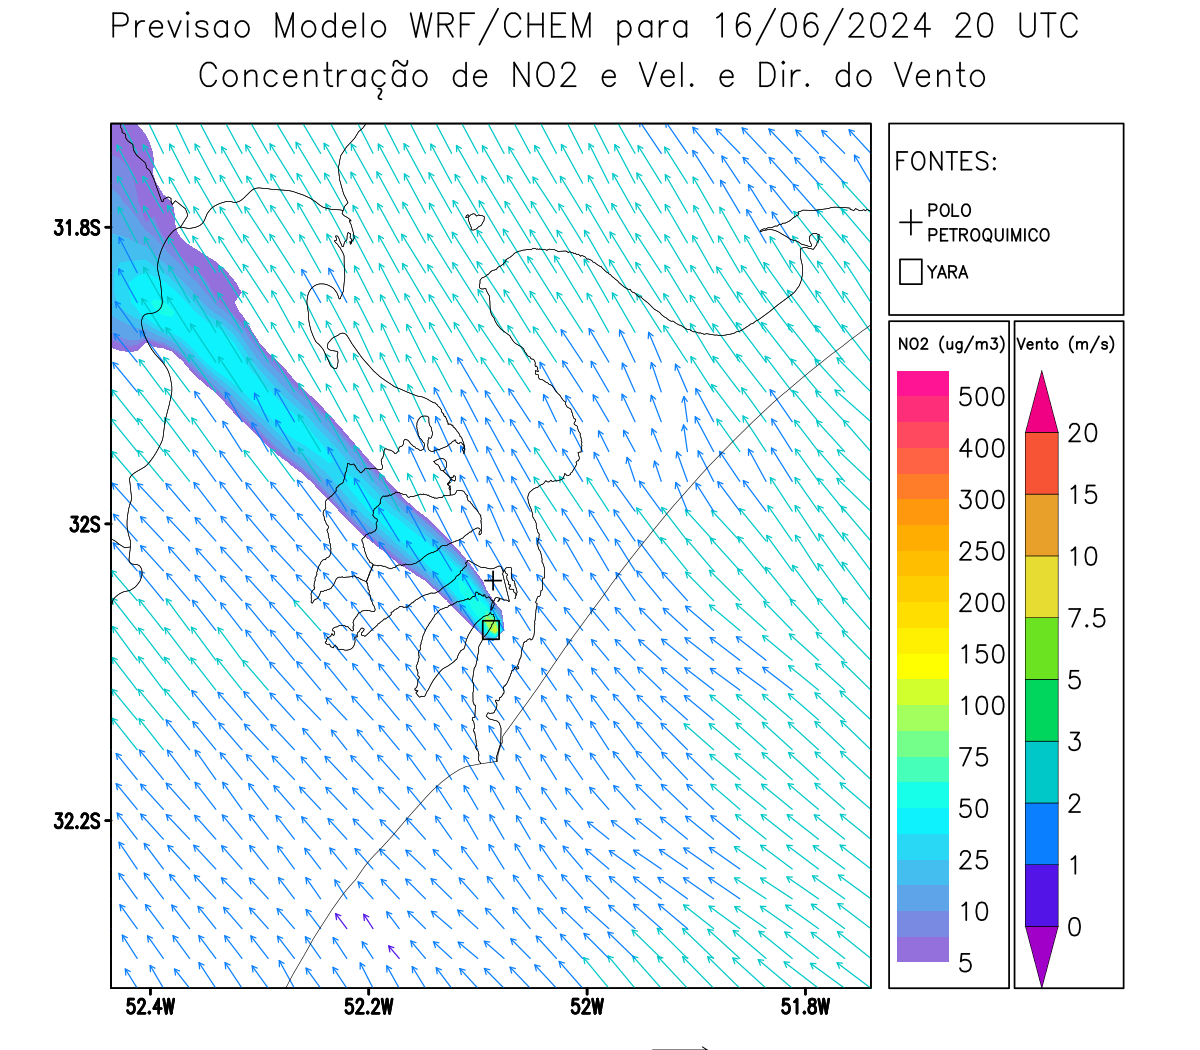 Previsao Modelo WRF/CHEM para 16/06/2024 20 UTC
Concentração de NO2 e Vel. e Dir. do Vento
FONTES:
POLO
PETROQUIMICO
YARA
NO2 (ug/m3)
500
400
300
250
200
150
100
75
50
25
10
5
Vento (m/s)
20
15
10
7.5
5
3
2
1
0
31.8S
32S
32.2S
52.4W
52.2W
52W
51.8W